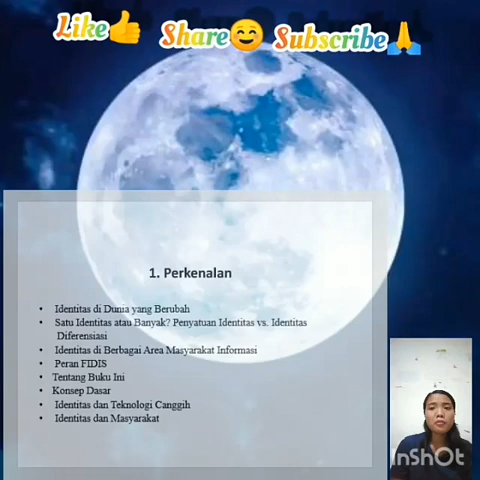 Like👍 Share😊 Subscribe🙏
1. Perkenalan
• Identitas di Dunia yang Berubah
• Satu Identitas atau Banyak? Penyatuan Identitas vs. Identitas
Diferensiasi
• Identitas di Berbagai Area Masyarakat Informasi
• Peran FIDIS
• Tentang Buku Ini
• Konsep Dasar
• Identitas dan Teknologi Canggih
• Identitas dan Masyarakat
InShOt